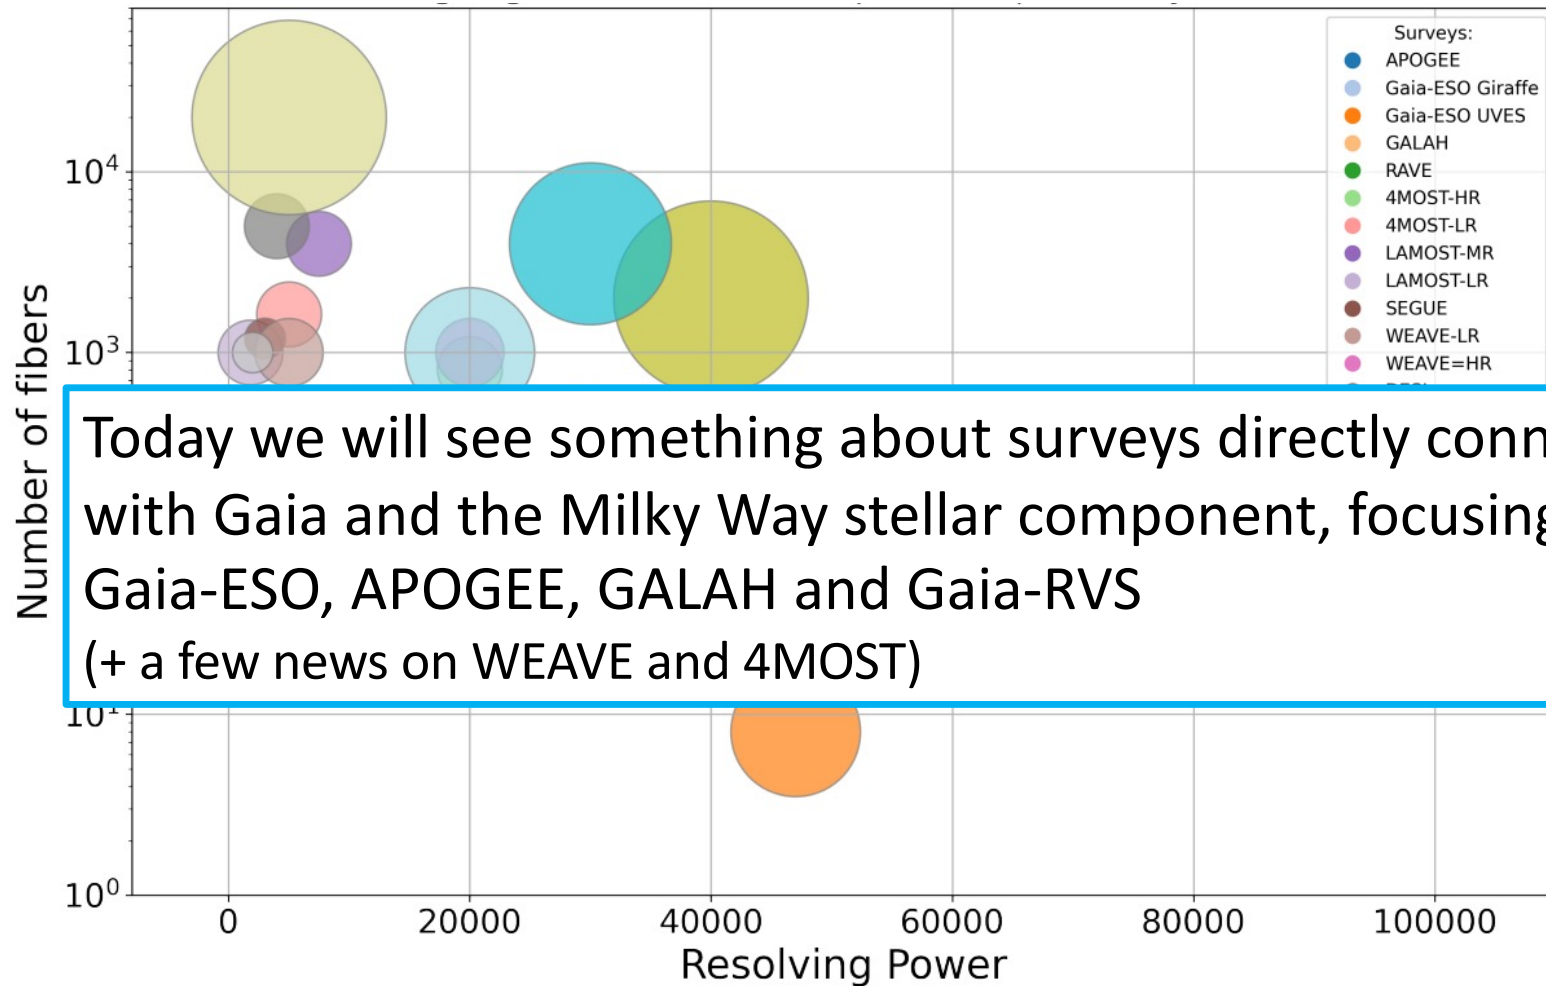 Surveys:
APOGEE
Gaia-ESO Giraffe
Gaia-ESO UVES
GALAH
RAVE
4MOST-HR
4MOST-LR
LAMOST-MR
LAMOST-LR
SEGUE
WEAVE-LR
WEAVE=HR
10⁴
10³
Number of fibers
Today we will see something about surveys directly conn
with Gaia and the Milky Way stellar component, focusing
Gaia-ESO, APOGEE, GALAH and Gaia-RVS
(+ a few news on WEAVE and 4MOST)
10¹
10⁰
0 20000 40000 60000 80000 100000
Resolving Power